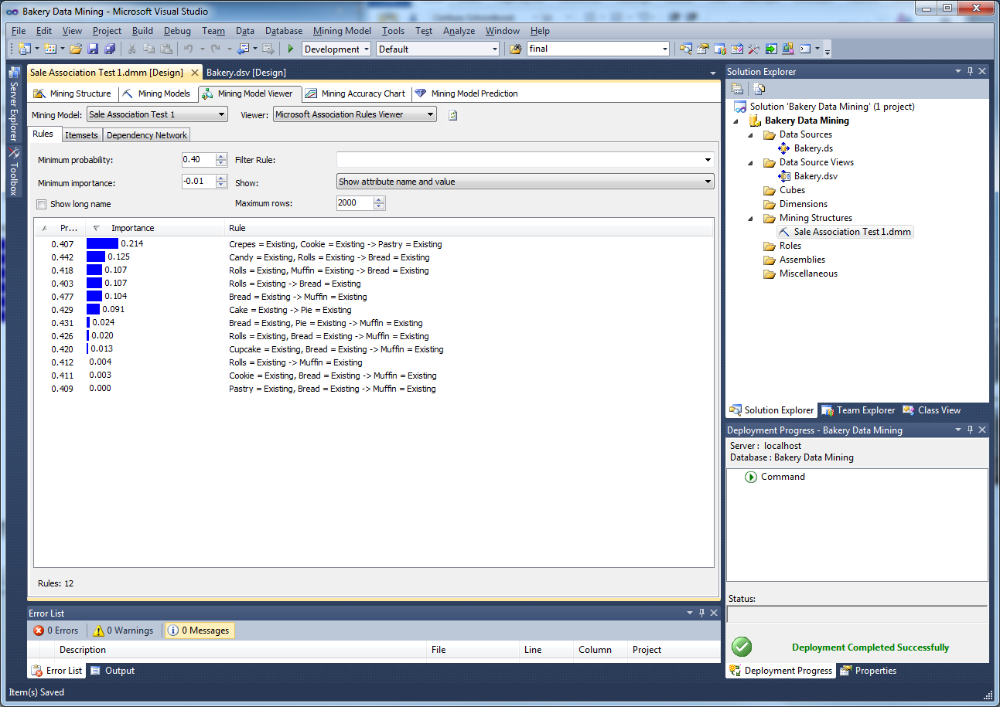 Bakery Data Mining - Microsoft Visual Studio
File Edit View Project Build Debug Team Data Database Mining Model Tools Test Analyze Window Help
Development Default final
Server Explorer
Toolbox
Sale Association Test 1.dmm [Design] Bakery.dsv [Design]
Mining Structure Mining Models Mining Model Viewer Mining Accuracy Chart Mining Model Prediction
Mining Model: Sale Association Test 1 Viewer: Microsoft Association Rules Viewer
Rules Itemsets Dependency Network
Minimum probability: 0.40 Filter Rule:
Minimum importance: -0.01 Show: Show attribute name and value
Show long name Maximum rows: 2000
Pr... Importance Rule
0.407 0.214 Crepes = Existing, Cookie = Existing -> Pastry = Existing
0.442 0.125 Candy = Existing, Rolls = Existing -> Bread = Existing
0.418 0.107 Rolls = Existing, Muffin = Existing -> Bread = Existing
0.403 0.107 Rolls = Existing -> Bread = Existing
0.477 0.104 Bread = Existing -> Muffin = Existing
0.429 0.091 Cake = Existing -> Pie = Existing
0.431 0.024 Bread = Existing, Pie = Existing -> Muffin = Existing
0.426 0.020 Rolls = Existing, Bread = Existing -> Muffin = Existing
0.420 0.013 Cupcake = Existing, Bread = Existing -> Muffin = Existing
0.412 0.004 Rolls = Existing -> Muffin = Existing
0.411 0.003 Cookie = Existing, Bread = Existing -> Muffin = Existing
0.409 0.000 Pastry = Existing, Bread = Existing -> Muffin = Existing
Rules: 12
Error List
0 Errors 0 Warnings 0 Messages
Description File Line Column Project
Error List Output
Item(s) Saved
Solution Explorer
Solution 'Bakery Data Mining' (1 project)
Bakery Data Mining
Data Sources
Bakery.ds
Data Source Views
Bakery.dsv
Cubes
Dimensions
Mining Structures
Sale Association Test 1.dmm
Roles
Assemblies
Miscellaneous
Solution Explorer Team Explorer Class View
Deployment Progress - Bakery Data Mining
Server : localhost
Database : Bakery Data Mining
Command
Status:
Deployment Completed Successfully
Deployment Progress Properties